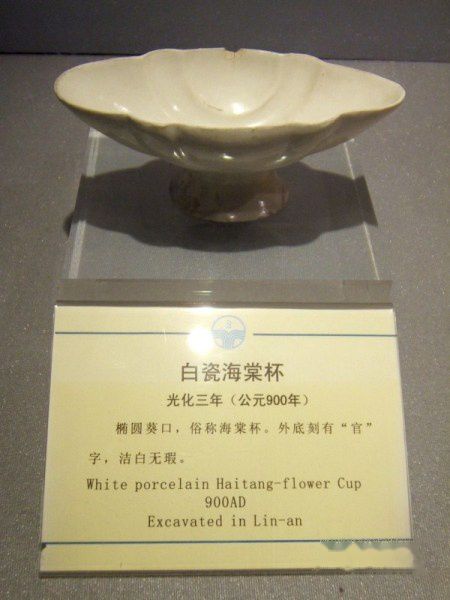 白瓷海棠杯
光化三年（公元900年）
椭圆葵口，俗称海棠杯。外底刻有“官”
字，洁白无瑕。
White porcelain Haitang-flower Cup
900AD
Excavated in Lin-an